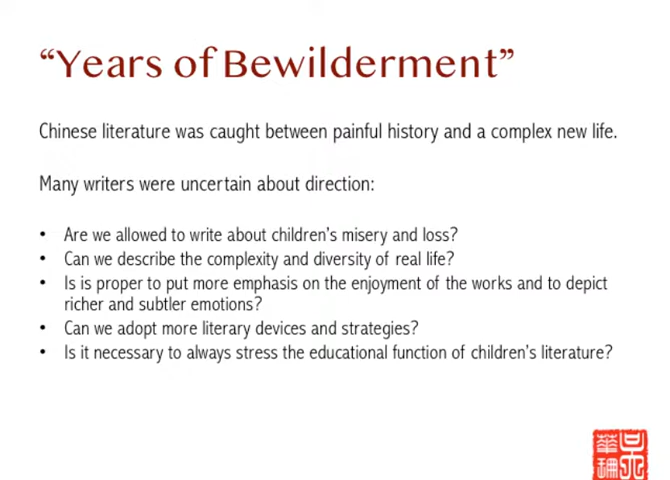 “Years of Bewilderment”
Chinese literature was caught between painful history and a complex new life.
Many writers were uncertain about direction:
• Are we allowed to write about children’s misery and loss?
• Can we describe the complexity and diversity of real life?
• Is is proper to put more emphasis on the enjoyment of the works and to depict
richer and subtler emotions?
• Can we adopt more literary devices and strategies?
• Is it necessary to always stress the educational function of children’s literature?